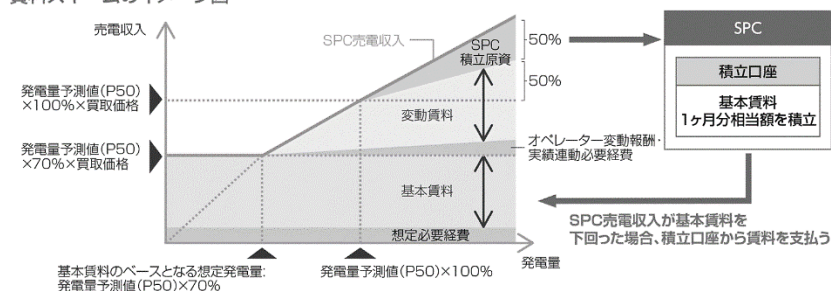 賃料スキームのイメージ図
売電収入
SPC売電収入
SPC
積立原資
50%
50%
SPC
積立口座
基本賃料
1ヶ月分相当額を積立
発電量予測値(P50)
×100%×買取価格
変動賃料
発電量予測値(P50)
×70%×買取価格
オペレーター変動報酬・
実績連動必要経費
基本賃料
想定必要経費
SPC売電収入が基本賃料を
下回った場合、積立口座から賃料を支払う
発電量
基本賃料のベースとなる想定発電量:
発電量予測値(P50)×70%
発電量予測値(P50)×100%